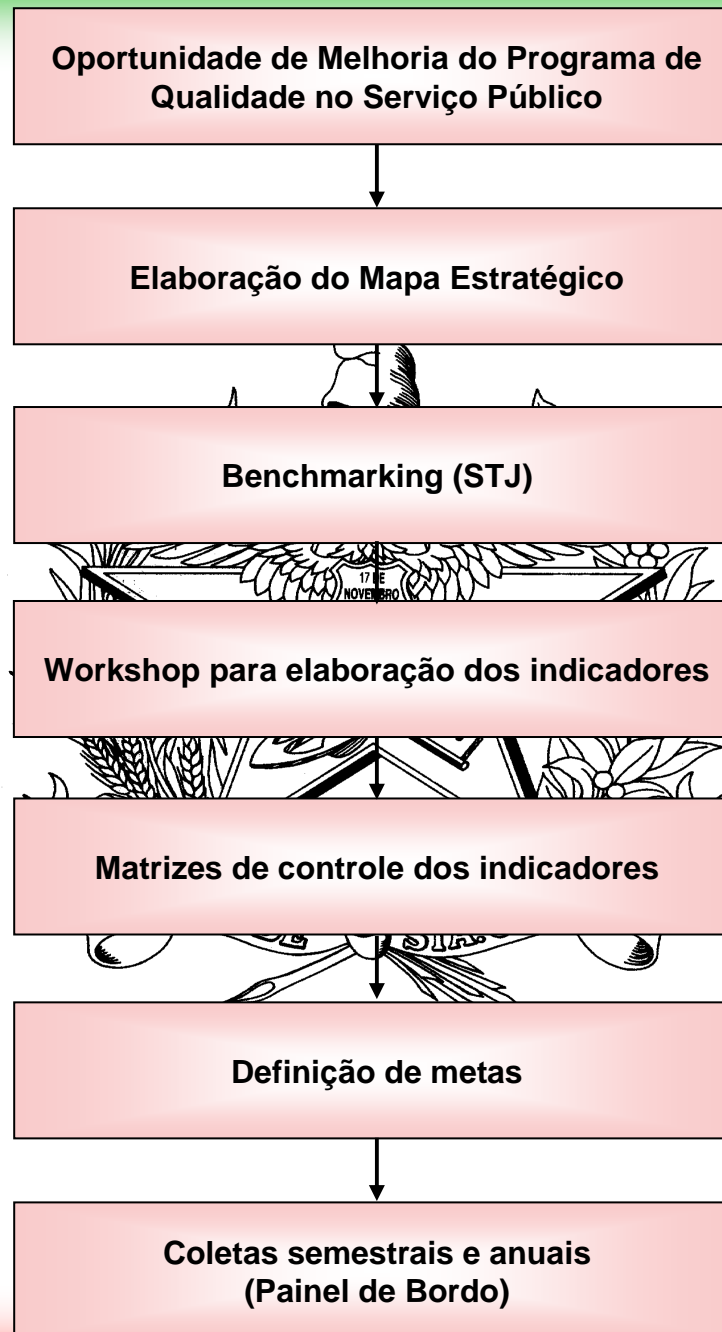 Oportunidade de Melhoria do Programa de
Qualidade no Serviço Público
Elaboração do Mapa Estratégico
Benchmarking (STJ)
17 DE
NOVEMBRO
Workshop para elaboração dos indicadores
Matrizes de controle dos indicadores
DE
Definição de metas
Coletas semestrais e anuais
(Painel de Bordo)